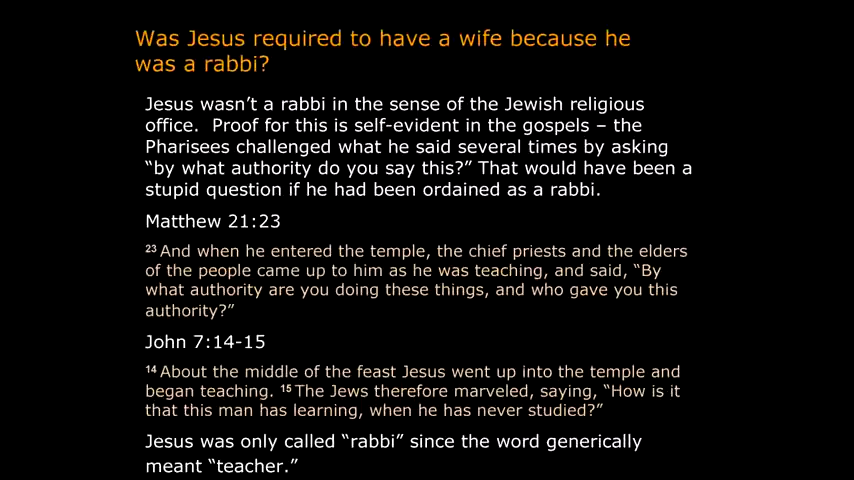 Was Jesus required to have a wife because he
was a rabbi?
Jesus wasn’t a rabbi in the sense of the Jewish religious
office.  Proof for this is self-evident in the gospels – the
Pharisees challenged what he said several times by asking
“by what authority do you say this?” That would have been a
stupid question if he had been ordained as a rabbi.
Matthew 21:23
23 And when he entered the temple, the chief priests and the elders
of the people came up to him as he was teaching, and said, “By
what authority are you doing these things, and who gave you this
authority?”
John 7:14-15
14 About the middle of the feast Jesus went up into the temple and
began teaching. 15 The Jews therefore marveled, saying, “How is it
that this man has learning, when he has never studied?”
Jesus was only called “rabbi” since the word generically
meant “teacher.”